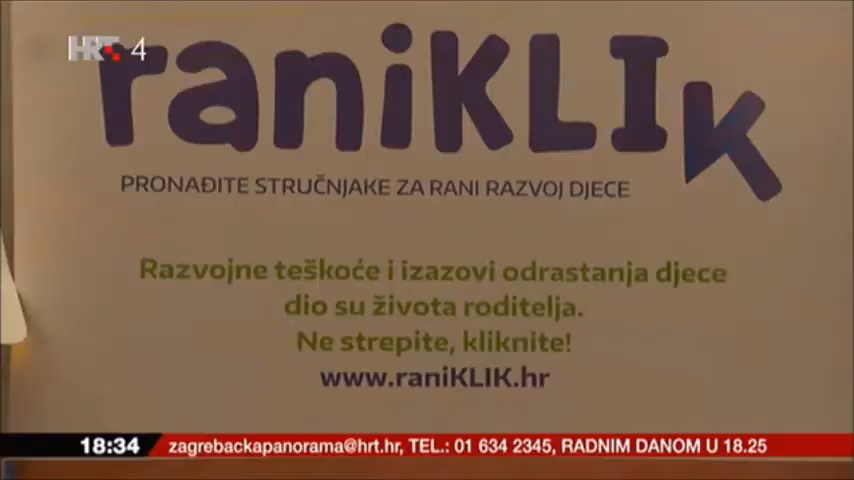 HRT 4
raniKLIK
PRONAĐITE STRUČNJAKE ZA RANI RAZVOJ DJECE
Razvojne teškoće i izazovi odrastanja djece
dio su života roditelja.
Ne strepite, kliknite!
www.raniKLIK.hr
18:34 zagrebackapanorama@hrt.hr, TEL.: 01 634 2345, RADNIM DANOM U 18.25